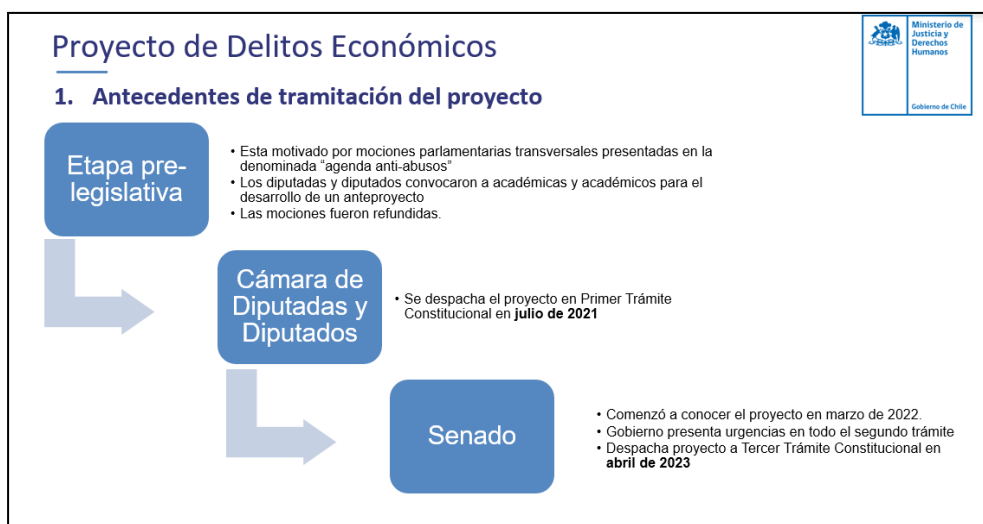 Proyecto de Delitos Económicos
Ministerio de
Justicia y
Derechos
Humanos
Gobierno de Chile
1. Antecedentes de tramitación del proyecto
Etapa pre-
legislativa
• Esta motivado por mociones parlamentarias transversales presentadas en la
denominada "agenda anti-abusos"
• Los diputadas y diputados convocaron a académicas y académicos para el
desarrollo de un anteproyecto
• Las mociones fueron refundidas.
Cámara de
Diputadas y
Diputados
• Se despacha el proyecto en Primer Trámite
Constitucional en julio de 2021
Senado
• Comenzó a conocer el proyecto en marzo de 2022.
• Gobierno presenta urgencias en todo el segundo trámite
• Despacha proyecto a Tercer Trámite Constitucional en
abril de 2023